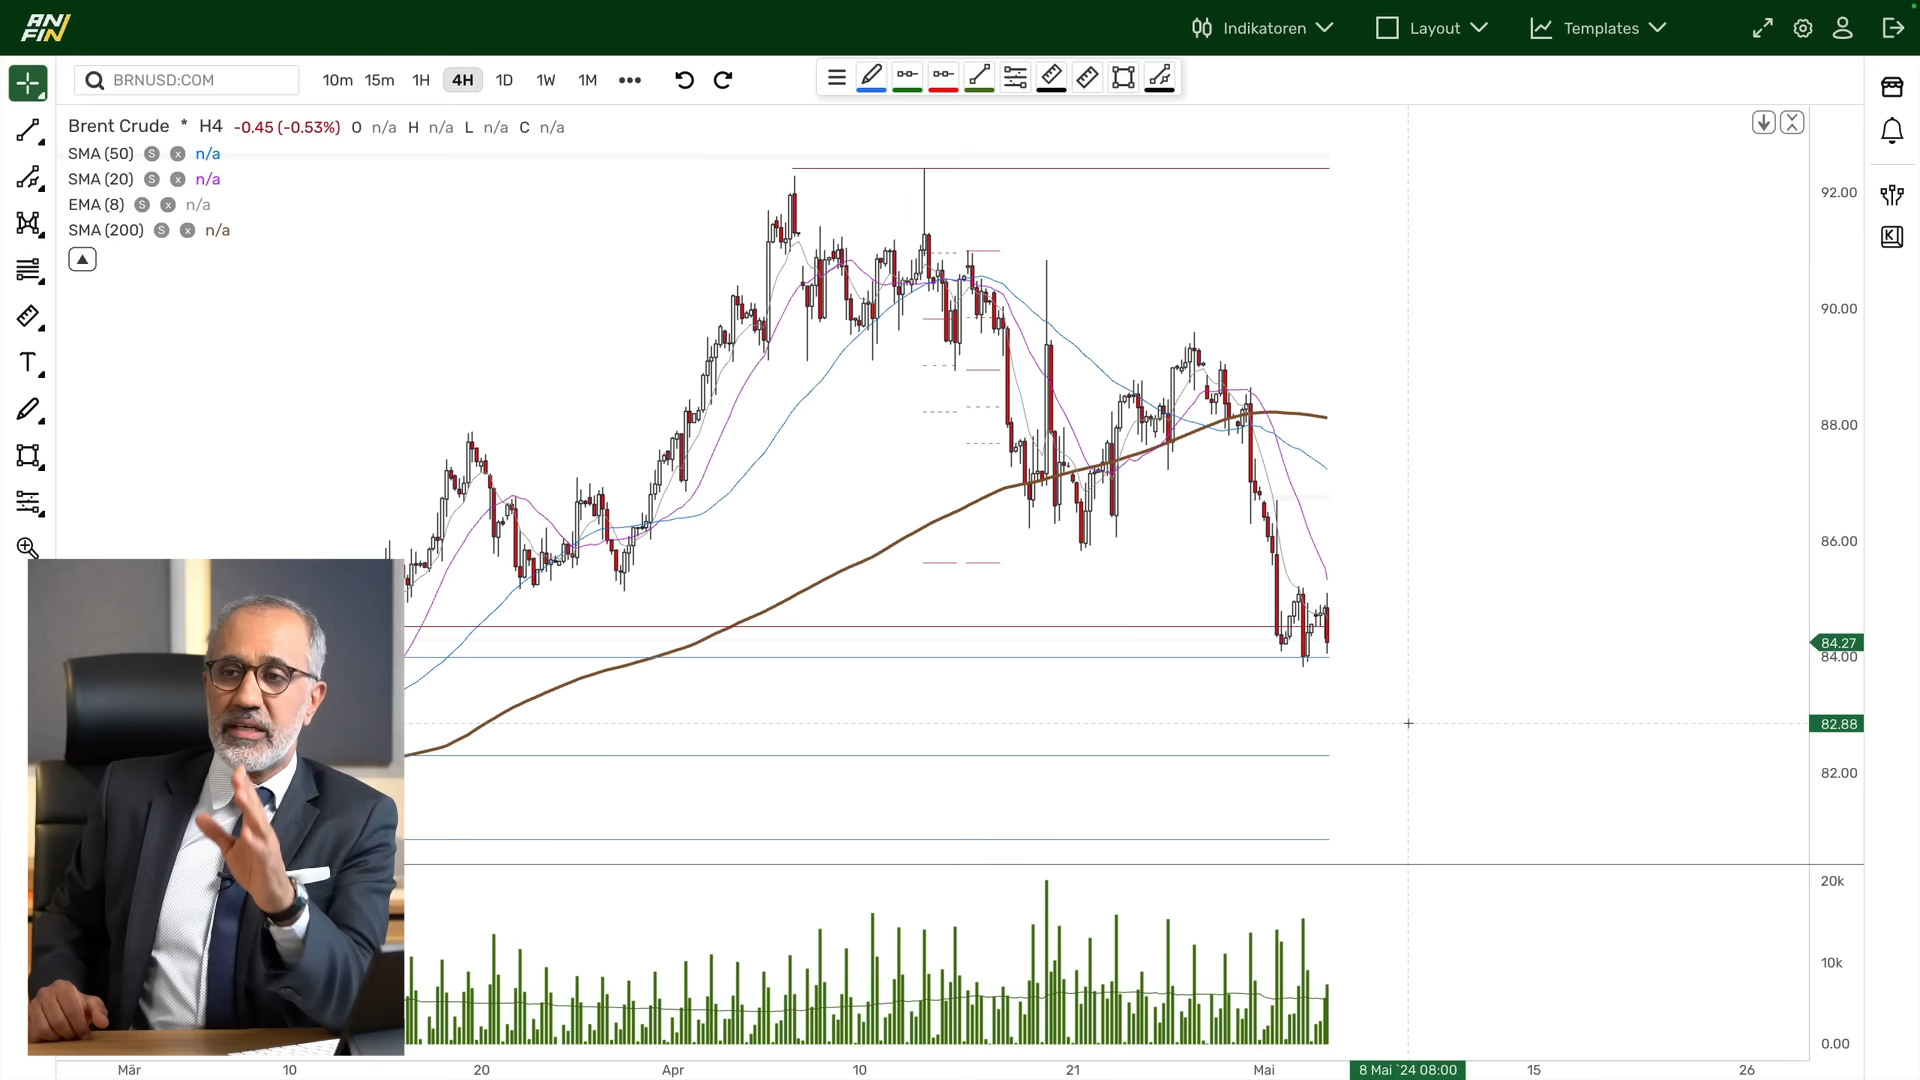 ANFIN
Indikatoren
Layout
Templates
BRNUSD:COM
10m 15m 1H 4H 1D 1W 1M
Brent Crude * H4 -0.45 (-0.53%) O n/a H n/a L n/a C n/a
SMA (50) S x n/a
SMA (20) S x n/a
EMA (8) S x n/a
SMA (200) S x n/a
T
K
92.00
90.00
88.00
86.00
84.27
84.00
82.88
82.00
20k
10k
0.00
Mär 10 20 Apr 10 21 Mai 8 Mai `24 08:00 15 26